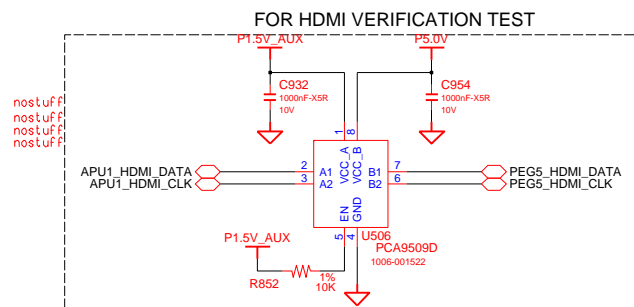 FOR HDMI VERIFICATION TEST
P1.5V_AUX
P5.0V
C932
1000nF-X5R
10V
C954
1000nF-X5R
10V
nostuff
nostuff
nostuff
nostuff
1
8
VCC_A
VCC_B
APU1_HDMI_DATA
2
A1
B1
7
PEG5_HDMI_DATA
APU1_HDMI_CLK
3
A2
B2
6
PEG5_HDMI_CLK
EN
GND
5
4
U506
PCA9509D
1006-001522
P1.5V_AUX
R852
1%
10K